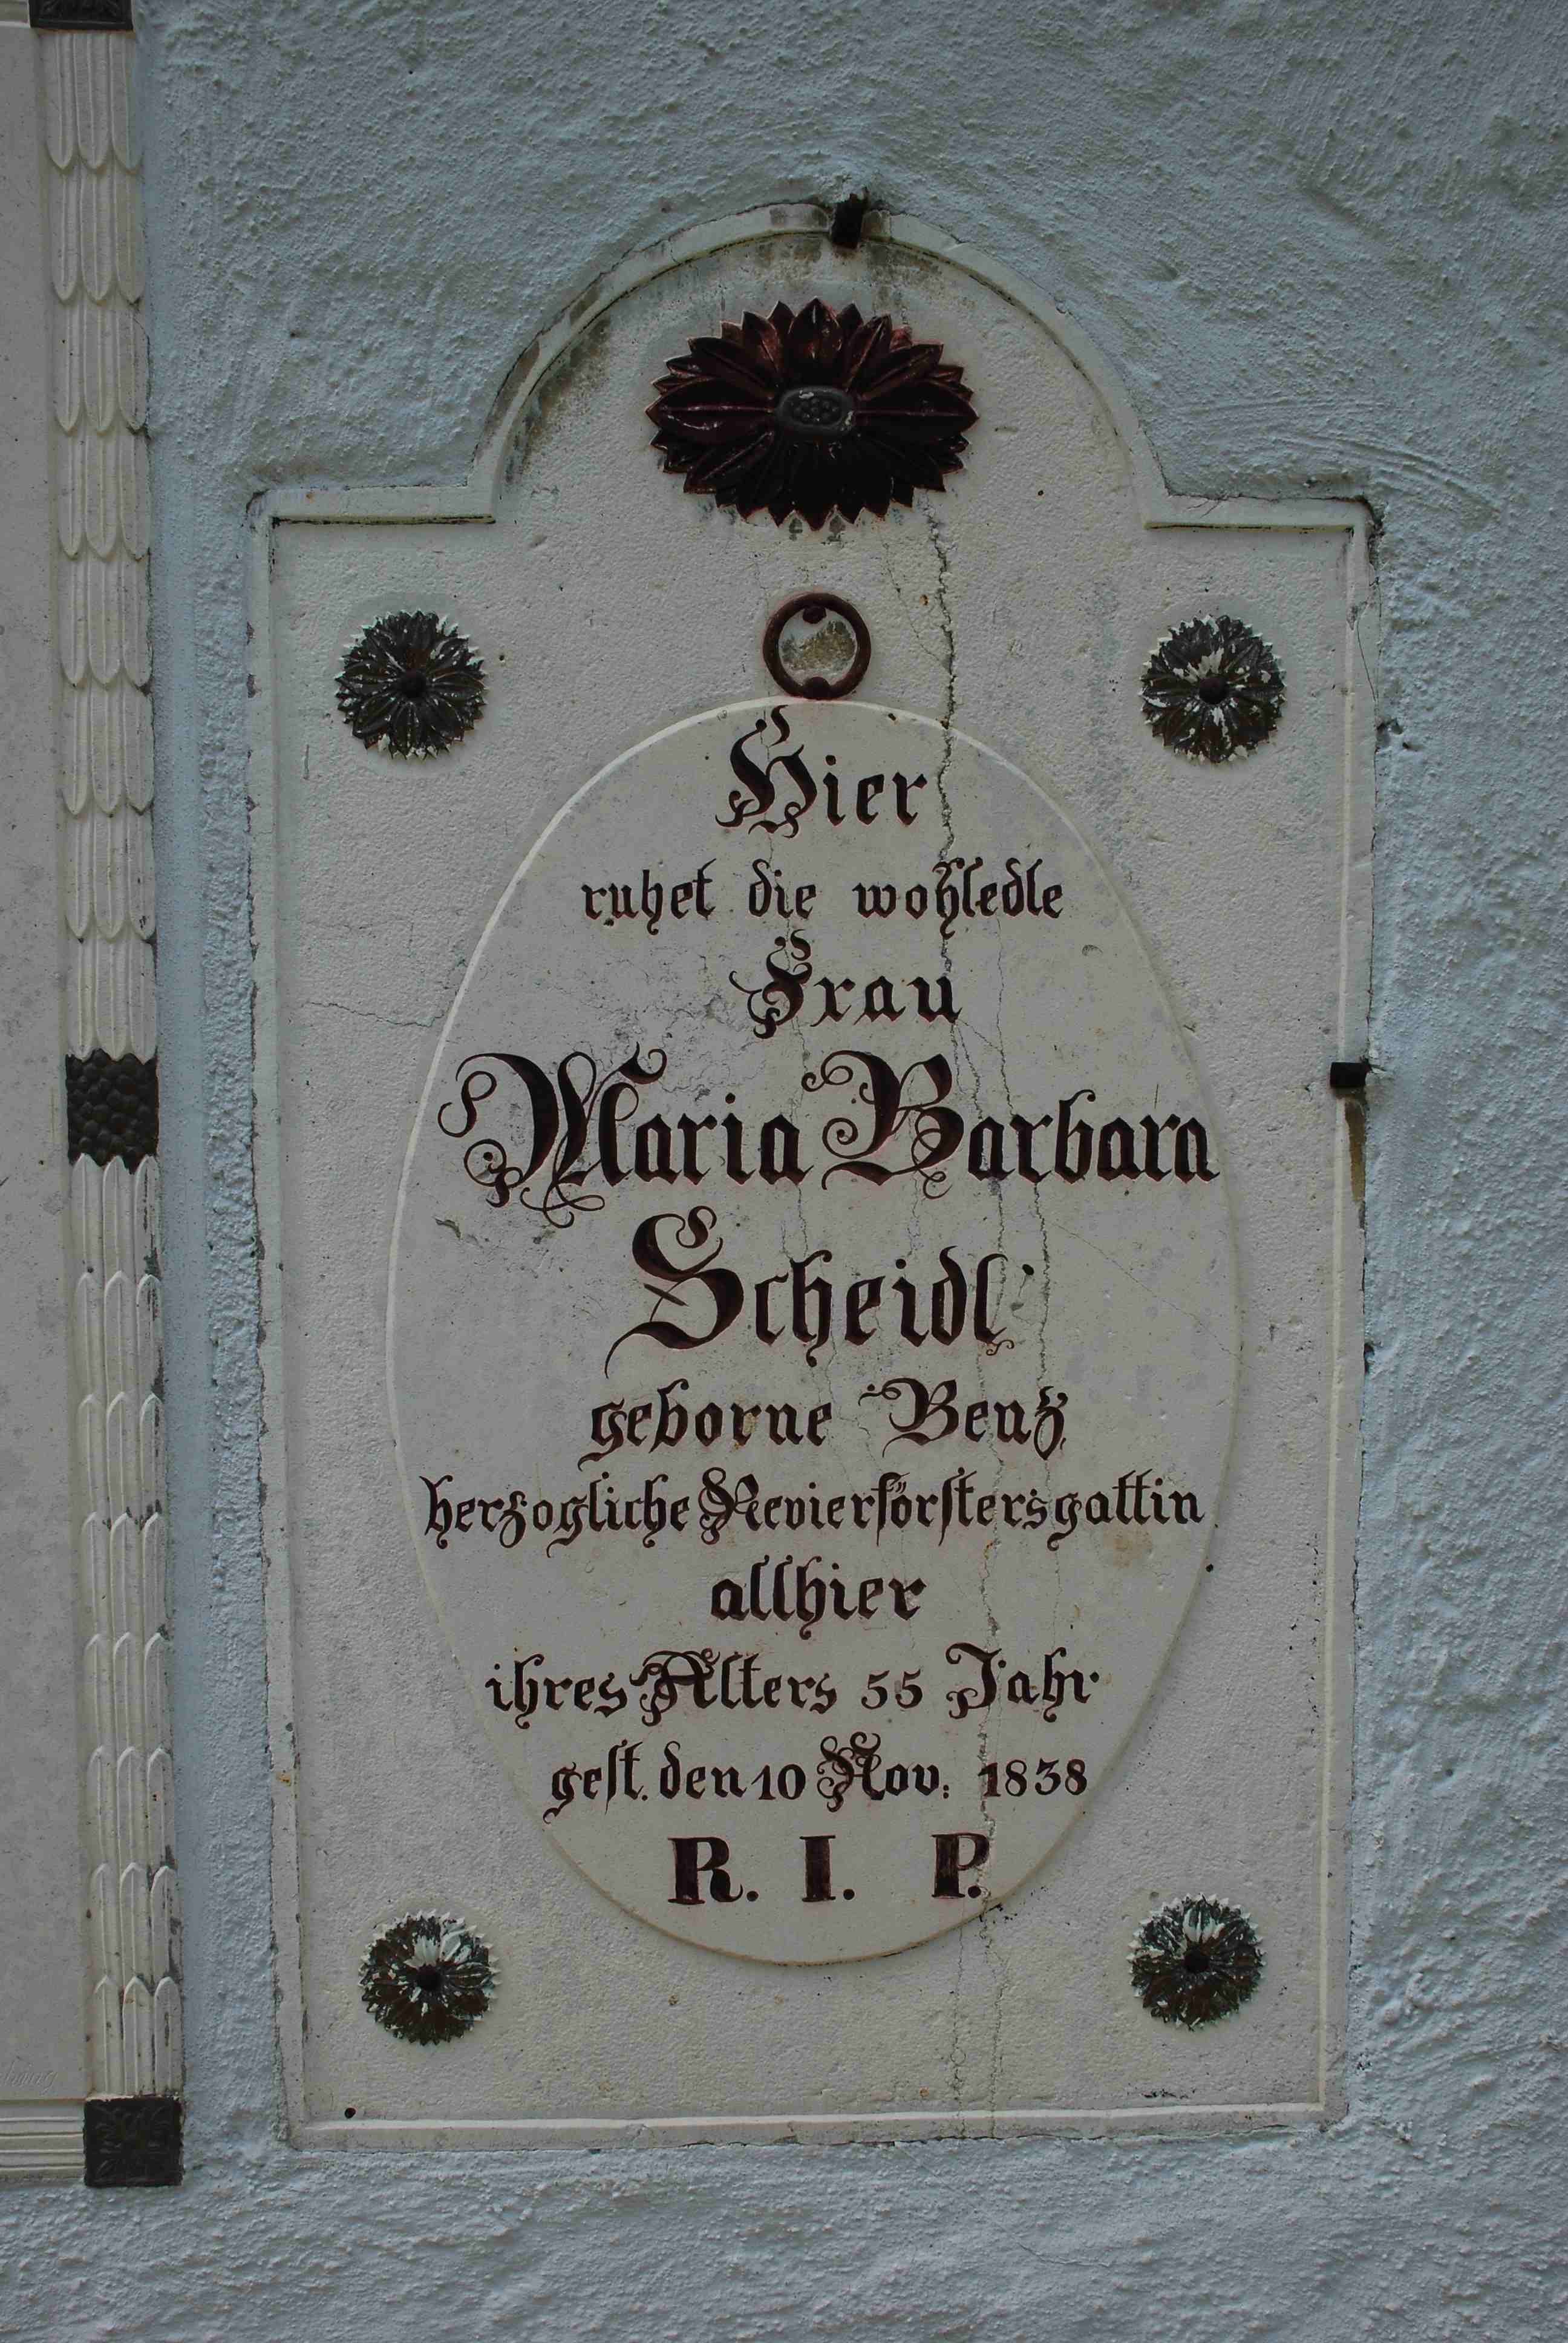 Hier
ruhet die wohledle
Frau
Maria Barbara
Scheidl
geborne Benz
herzogliche Revierförstersgattin
allhier
ihres Alters 55 Jahr
gest. den 10 Nov: 1838
R. I. P.